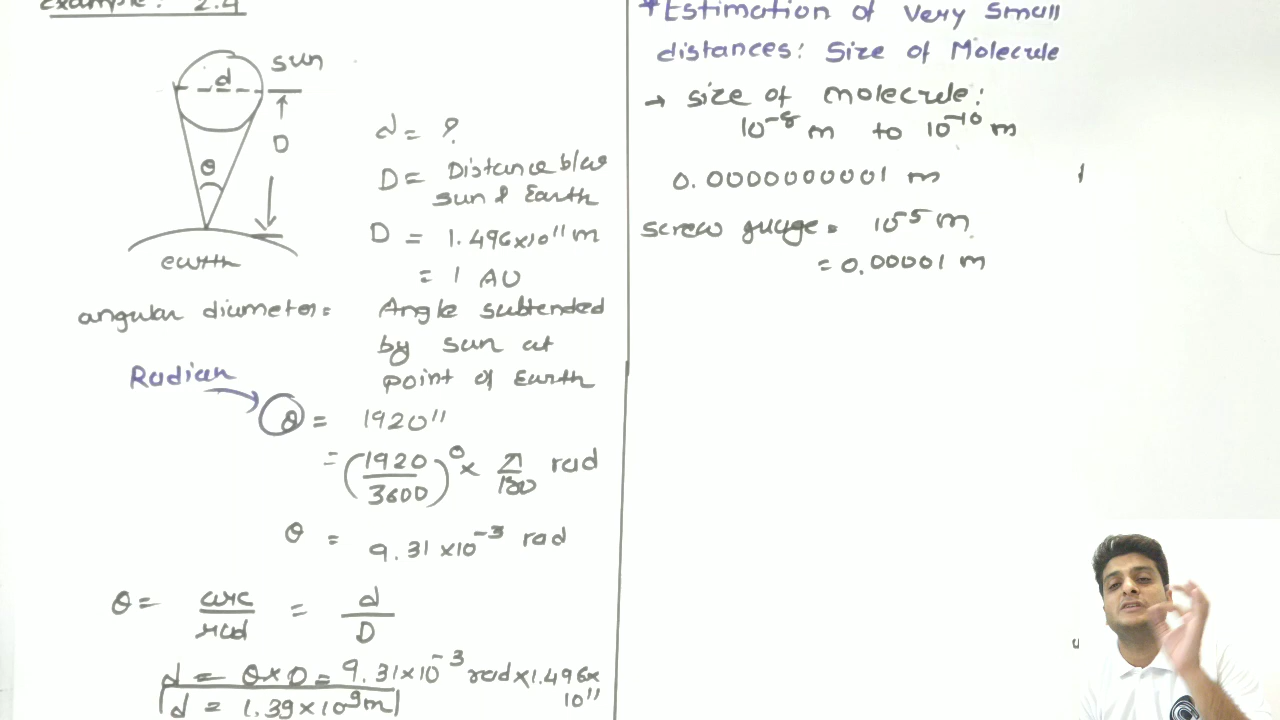 Example: 2.4
sun
d
D
θ
earth
d = ?
D = Distance b/w
sun & Earth
D = 1.496×10¹¹ m
= 1 AU
angular diameter = Angle subtended
by sun at
point of Earth
Radian
θ = 1920''
= (1920/3600)° × π/180 rad
θ = 9.31×10⁻³ rad
θ = arc/rad = d/D
d = θ×D = 9.31×10⁻³ rad×1.496×
10¹¹
d = 1.39×10⁹m
*Estimation of Very Small
distances: Size of Molecule
→ size of molecule:
10⁻⁸ m to 10⁻¹⁰ m
0.0000000001 m
screw guage = 10⁻⁵ m
= 0.00001 m